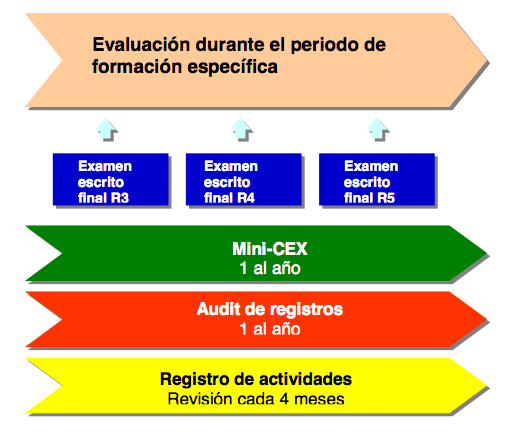 Evaluación durante el periodo de
formación específica
Examen
escrito
final R3
Examen
escrito
final R4
Examen
escrito
final R5
Mini-CEX
1 al año
Audit de registros
1 al año
Registro de actividades
Revisión cada 4 meses